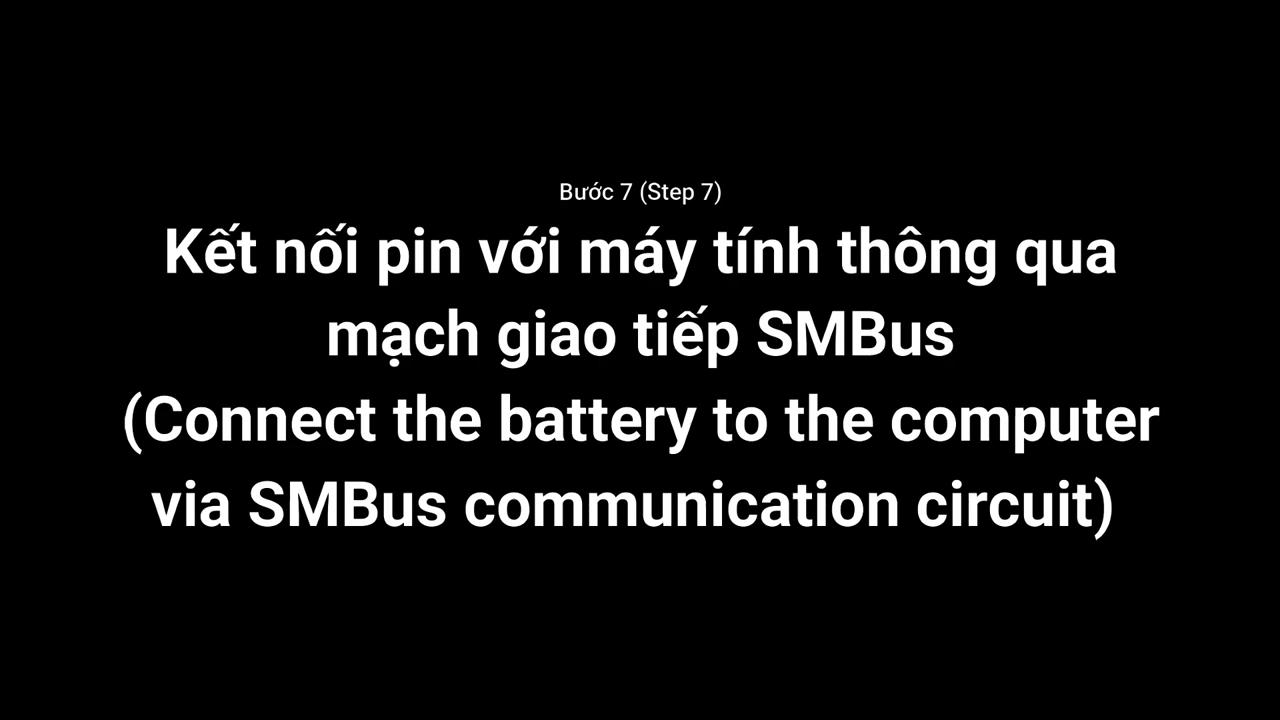 Bước 7 (Step 7)
Kết nối pin với máy tính thông qua
mạch giao tiếp SMBus
(Connect the battery to the computer
via SMBus communication circuit)